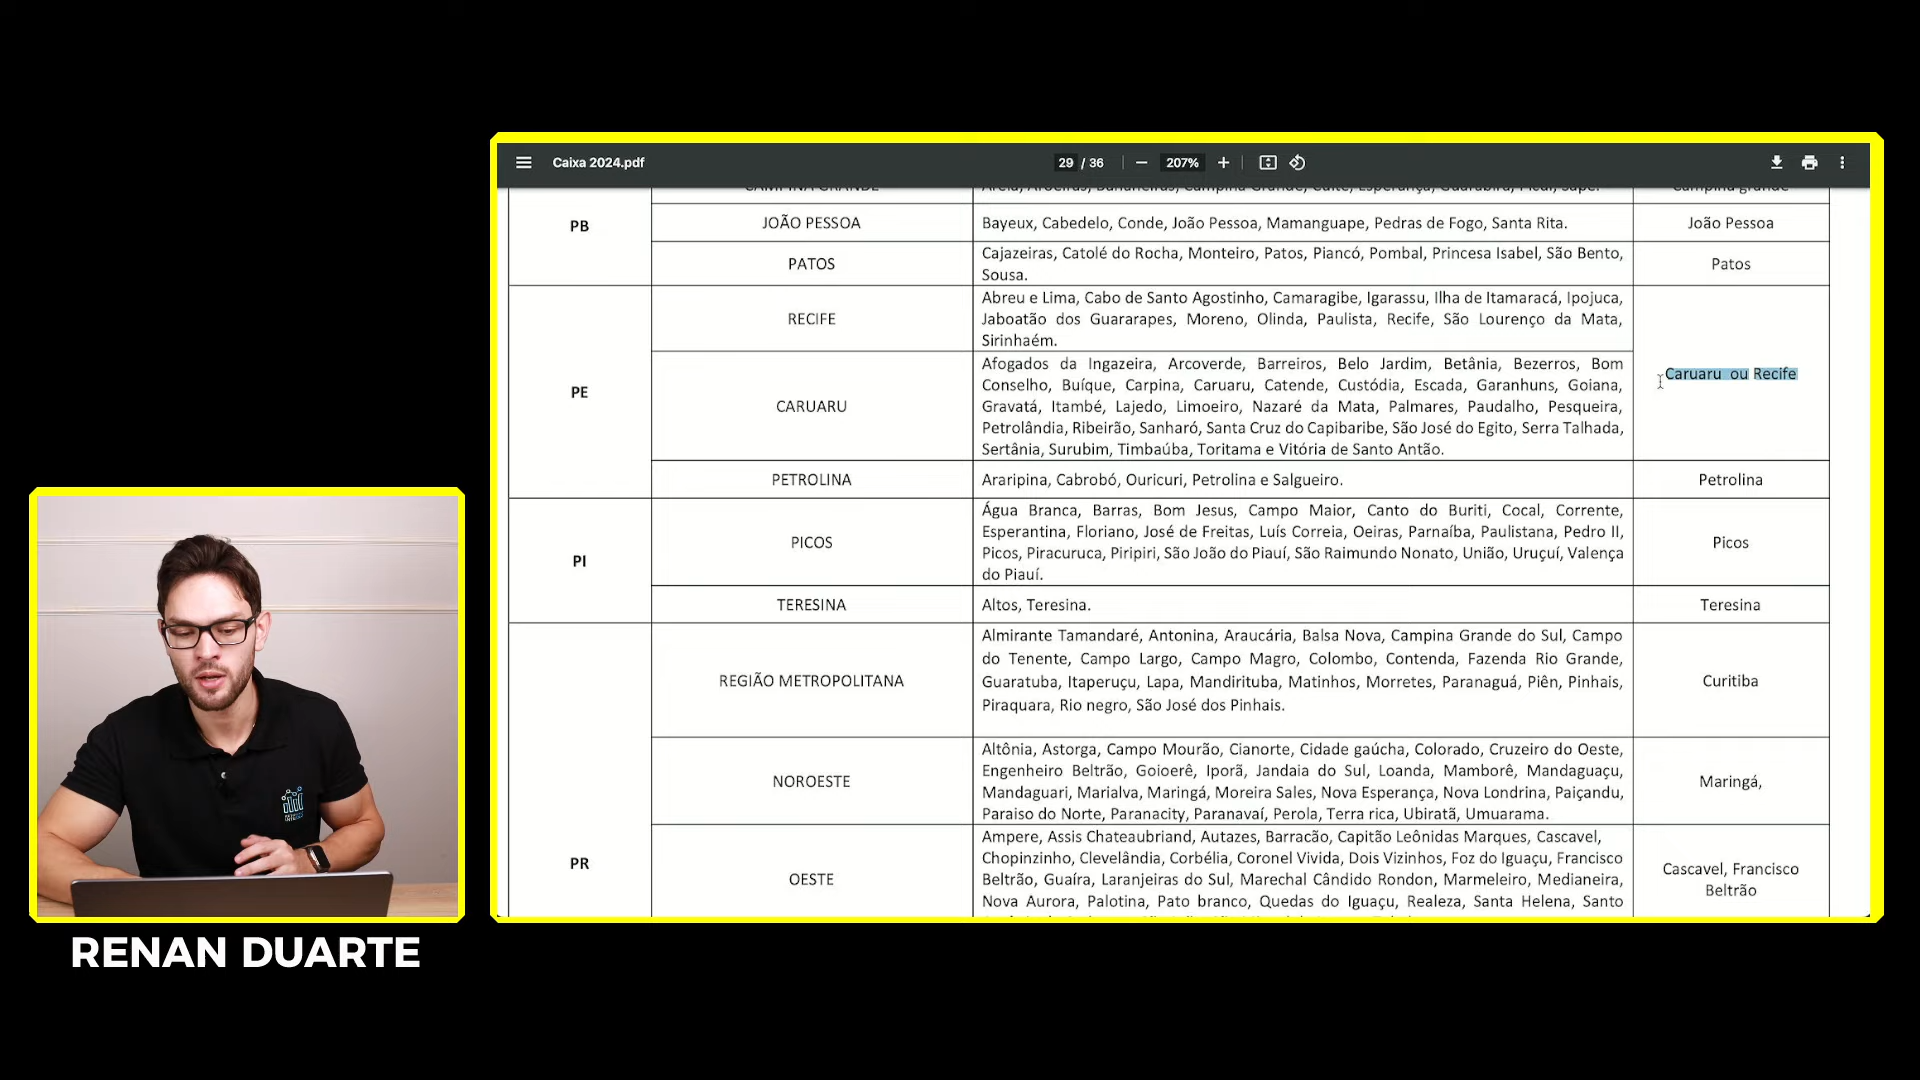 Caixa 2024.pdf
29 / 36
207%
CAMPINA GRANDE
Areia, Aroeiras, Bananeiras, Campina Grande, Cuité, Esperança, Guarabira, Picuí, Sapé.
Campina grande
PB
JOÃO PESSOA
Bayeux, Cabedelo, Conde, João Pessoa, Mamanguape, Pedras de Fogo, Santa Rita.
João Pessoa
PATOS
Cajazeiras, Catolé do Rocha, Monteiro, Patos, Piancó, Pombal, Princesa Isabel, São Bento,
Sousa.
Patos
PE
RECIFE
Abreu e Lima, Cabo de Santo Agostinho, Camaragibe, Igarassu, Ilha de Itamaracá, Ipojuca,
Jaboatão dos Guararapes, Moreno, Olinda, Paulista, Recife, São Lourenço da Mata,
Sirinhaém.
Caruaru ou Recife
CARUARU
Afogados da Ingazeira, Arcoverde, Barreiros, Belo Jardim, Betânia, Bezerros, Bom
Conselho, Buíque, Carpina, Caruaru, Catende, Custódia, Escada, Garanhuns, Goiana,
Gravatá, Itambé, Lajedo, Limoeiro, Nazaré da Mata, Palmares, Paudalho, Pesqueira,
Petrolândia, Ribeirão, Sanharó, Santa Cruz do Capibaribe, São José do Egito, Serra Talhada,
Sertânia, Surubim, Timbaúba, Toritama e Vitória de Santo Antão.
PETROLINA
Araripina, Cabrobó, Ouricuri, Petrolina e Salgueiro.
Petrolina
PI
PICOS
Água Branca, Barras, Bom Jesus, Campo Maior, Canto do Buriti, Cocal, Corrente,
Esperantina, Floriano, José de Freitas, Luís Correia, Oeiras, Parnaíba, Paulistana, Pedro II,
Picos, Piracuruca, Piripiri, São João do Piauí, São Raimundo Nonato, União, Uruçuí, Valença
do Piauí.
Picos
TERESINA
Altos, Teresina.
Teresina
PR
REGIÃO METROPOLITANA
Almirante Tamandaré, Antonina, Araucária, Balsa Nova, Campina Grande do Sul, Campo
do Tenente, Campo Largo, Campo Magro, Colombo, Contenda, Fazenda Rio Grande,
Guaratuba, Itaperuçu, Lapa, Mandirituba, Matinhos, Morretes, Paranaguá, Piên, Pinhais,
Piraquara, Rio negro, São José dos Pinhais.
Curitiba
NOROESTE
Altônia, Astorga, Campo Mourão, Cianorte, Cidade gaúcha, Colorado, Cruzeiro do Oeste,
Engenheiro Beltrão, Goioerê, Iporã, Jandaia do Sul, Loanda, Mamborê, Mandaguaçu,
Mandaguari, Marialva, Maringá, Moreira Sales, Nova Esperança, Nova Londrina, Paiçandu,
Paraiso do Norte, Paranacity, Paranavaí, Perola, Terra rica, Ubiratã, Umuarama.
Maringá,
OESTE
Ampere, Assis Chateaubriand, Autazes, Barracão, Capitão Leônidas Marques, Cascavel,
Chopinzinho, Clevelândia, Corbélia, Coronel Vivida, Dois Vizinhos, Foz do Iguaçu, Francisco
Beltrão, Guaíra, Laranjeiras do Sul, Marechal Cândido Rondon, Marmeleiro, Medianeira,
Nova Aurora, Palotina, Pato branco, Quedas do Iguaçu, Realeza, Santa Helena, Santo
Cascavel, Francisco
Beltrão
RENAN DUARTE